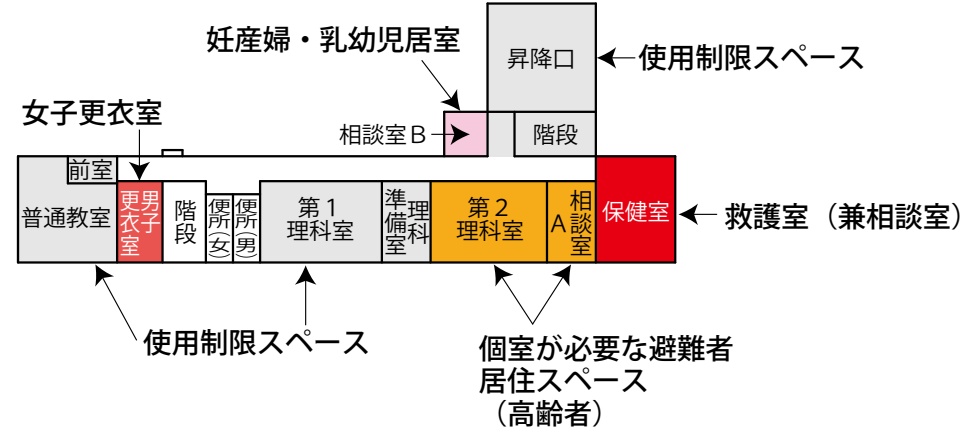 妊産婦・乳幼児居室
昇降口
使用制限スペース
女子更衣室
相談室B
階段
前室
普通教室
男子
更衣室
階段
便所(女)
便所(男)
第1
理科室
理科
準備室
第2
理科室
相談室
A
保健室
救護室（兼相談室）
使用制限スペース
個室が必要な避難者
居住スペース
（高齢者）